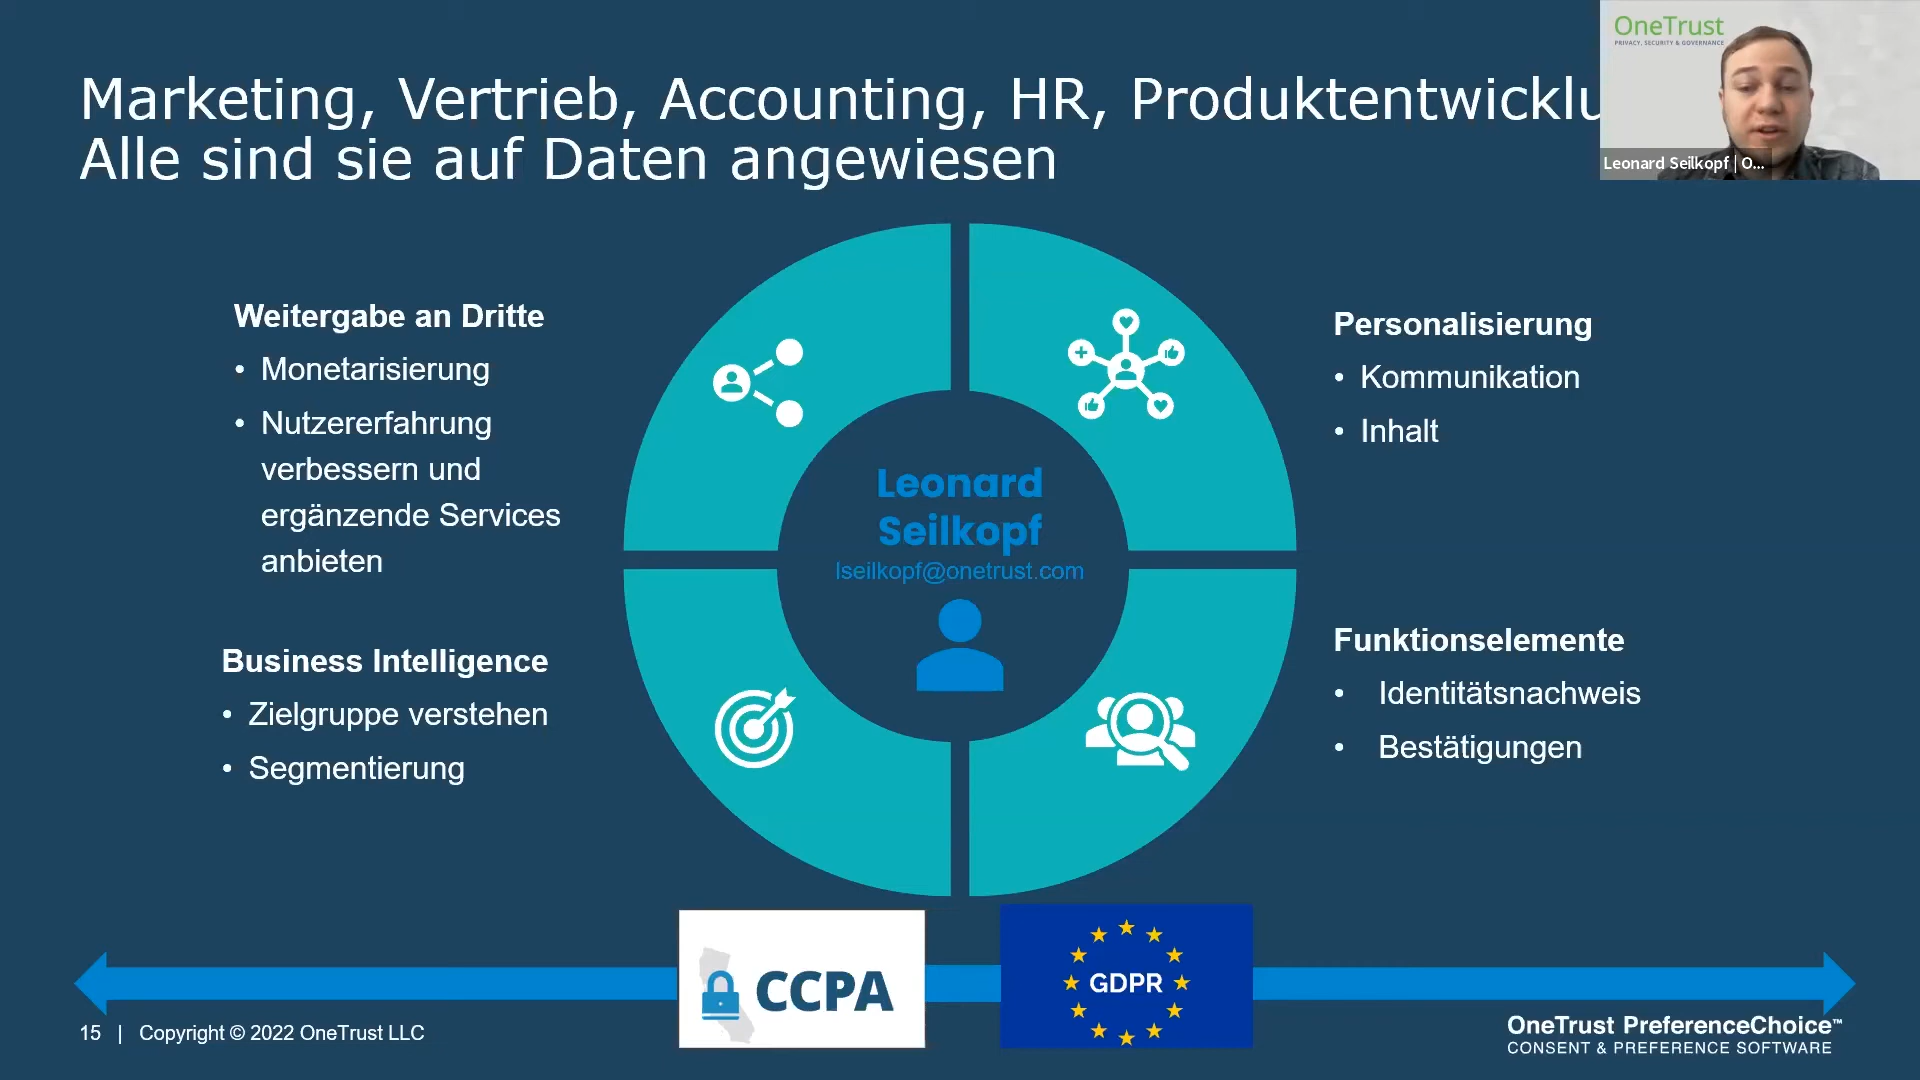 OneTrust
PRIVACY, SECURITY & GOVERNANCE
Leonard Seilkopf | O...
Marketing, Vertrieb, Accounting, HR, Produktentwicklu
Alle sind sie auf Daten angewiesen
Weitergabe an Dritte
• Monetarisierung
• Nutzererfahrung
verbessern und
ergänzende Services
anbieten
Business Intelligence
• Zielgruppe verstehen
• Segmentierung
Leonard
Seilkopf
lseilkopf@onetrust.com
Personalisierung
• Kommunikation
• Inhalt
Funktionselemente
• Identitätsnachweis
• Bestätigungen
CCPA
GDPR
15 | Copyright © 2022 OneTrust LLC
OneTrust PreferenceChoice™
CONSENT & PREFERENCE SOFTWARE